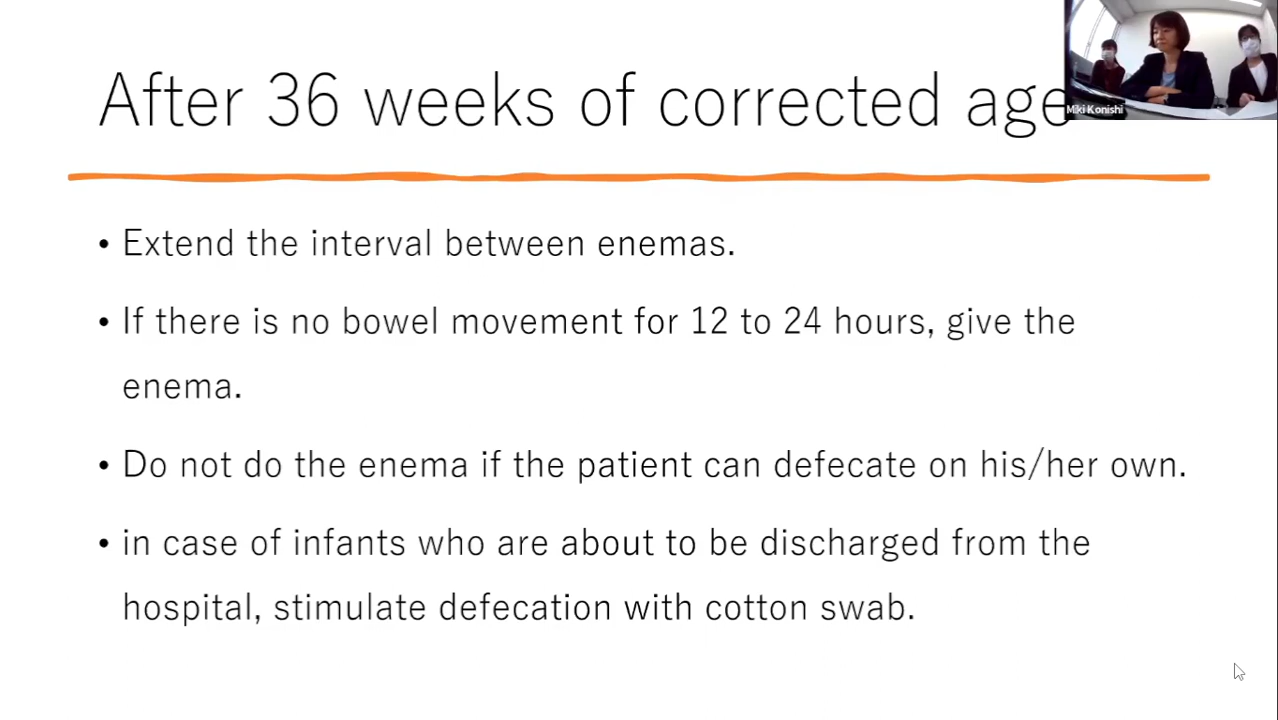 After 36 weeks of corrected age
Miki Konishi
• Extend the interval between enemas.
• If there is no bowel movement for 12 to 24 hours, give the
enema.
• Do not do the enema if the patient can defecate on his/her own.
• in case of infants who are about to be discharged from the
hospital, stimulate defecation with cotton swab.